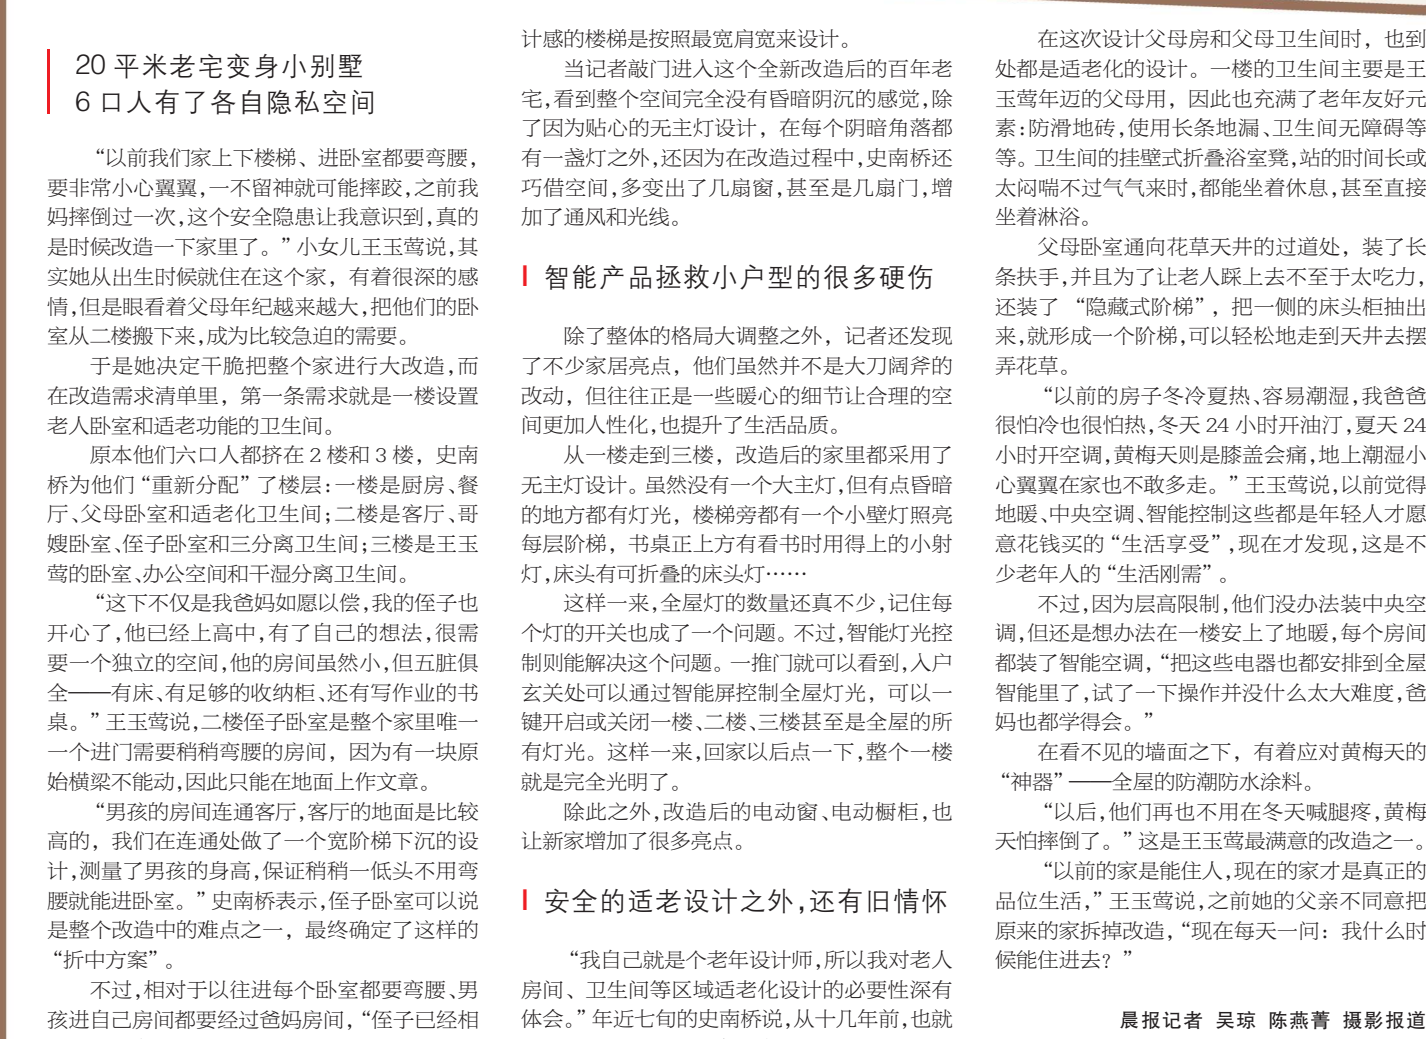 20 平米老宅变身小别墅
6 口人有了各自隐私空间
“以前我们家上下楼梯、进卧室都要弯腰,
要非常小心翼翼,一不留神就可能摔跤,之前我
妈摔倒过一次,这个安全隐患让我意识到,真的
是时候改造一下家里了。”小女儿王玉莺说,其
实她从出生时候就住在这个家，有着很深的感
情,但是眼看着父母年纪越来越大,把他们的卧
室从二楼搬下来,成为比较急迫的需要。
于是她决定干脆把整个家进行大改造,而
在改造需求清单里，第一条需求就是一楼设置
老人卧室和适老功能的卫生间。
原本他们六口人都挤在 2 楼和 3 楼，史南
桥为他们“重新分配”了楼层:一楼是厨房、餐
厅、父母卧室和适老化卫生间;二楼是客厅、哥
嫂卧室、侄子卧室和三分离卫生间;三楼是王玉
莺的卧室、办公空间和干湿分离卫生间。
“这下不仅是我爸妈如愿以偿,我的侄子也
开心了,他已经上高中,有了自己的想法,很需
要一个独立的空间,他的房间虽然小,但五脏俱
全——有床、有足够的收纳柜、还有写作业的书
桌。”王玉莺说,二楼侄子卧室是整个家里唯一
一个进门需要稍稍弯腰的房间，因为有一块原
始横梁不能动,因此只能在地面上作文章。
“男孩的房间连通客厅,客厅的地面是比较
高的，我们在连通处做了一个宽阶梯下沉的设
计,测量了男孩的身高,保证稍稍一低头不用弯
腰就能进卧室。”史南桥表示,侄子卧室可以说
是整个改造中的难点之一，最终确定了这样的
“折中方案”。
不过,相对于以往进每个卧室都要弯腰、男
孩进自己房间都要经过爸妈房间，“侄子已经相
计感的楼梯是按照最宽肩宽来设计。
当记者敲门进入这个全新改造后的百年老
宅,看到整个空间完全没有昏暗阴沉的感觉,除
了因为贴心的无主灯设计，在每个阴暗角落都
有一盏灯之外,还因为在改造过程中,史南桥还
巧借空间,多变出了几扇窗,甚至是几扇门,增
加了通风和光线。
智能产品拯救小户型的很多硬伤
除了整体的格局大调整之外，记者还发现
了不少家居亮点，他们虽然并不是大刀阔斧的
改动，但往往正是一些暖心的细节让合理的空
间更加人性化,也提升了生活品质。
从一楼走到三楼，改造后的家里都采用了
无主灯设计。虽然没有一个大主灯,但有点昏暗
的地方都有灯光，楼梯旁都有一个小壁灯照亮
每层阶梯，书桌正上方有看书时用得上的小射
灯,床头有可折叠的床头灯……
这样一来,全屋灯的数量还真不少,记住每
个灯的开关也成了一个问题。不过,智能灯光控
制则能解决这个问题。一推门就可以看到,入户
玄关处可以通过智能屏控制全屋灯光，可以一
键开启或关闭一楼、二楼、三楼甚至是全屋的所
有灯光。这样一来,回家以后点一下,整个一楼
就是完全光明了。
除此之外,改造后的电动窗、电动橱柜,也
让新家增加了很多亮点。
安全的适老设计之外,还有旧情怀
“我自己就是个老年设计师,所以我对老人
房间、卫生间等区域适老化设计的必要性深有
体会。”年近七旬的史南桥说,从十几年前,也就
在这次设计父母房和父母卫生间时，也到
处都是适老化的设计。一楼的卫生间主要是王
玉莺年迈的父母用，因此也充满了老年友好元
素:防滑地砖,使用长条地漏、卫生间无障碍等
等。卫生间的挂壁式折叠浴室凳,站的时间长或
太闷喘不过气气来时,都能坐着休息,甚至直接
坐着淋浴。
父母卧室通向花草天井的过道处，装了长
条扶手,并且为了让老人踩上去不至于太吃力,
还装了“隐藏式阶梯”，把一侧的床头柜抽出
来,就形成一个阶梯,可以轻松地走到天井去摆
弄花草。
“以前的房子冬冷夏热、容易潮湿,我爸爸
很怕冷也很怕热,冬天 24 小时开油汀,夏天 24
小时开空调,黄梅天则是膝盖会痛,地上潮湿小
心翼翼在家也不敢多走。”王玉莺说,以前觉得
地暖、中央空调、智能控制这些都是年轻人才愿
意花钱买的“生活享受”,现在才发现,这是不
少老年人的“生活刚需”。
不过,因为层高限制,他们没办法装中央空
调,但还是想办法在一楼安上了地暖,每个房间
都装了智能空调，“把这些电器也都安排到全屋
智能里了,试了一下操作并没什么太大难度,爸
妈也都学得会。”
在看不见的墙面之下，有着应对黄梅天的
“神器”——全屋的防潮防水涂料。
“以后,他们再也不用在冬天喊腿疼,黄梅
天怕摔倒了。”这是王玉莺最满意的改造之一。
“以前的家是能住人,现在的家才是真正的
品位生活,”王玉莺说,之前她的父亲不同意把
原来的家拆掉改造，“现在每天一问：我什么时
候能住进去？”
晨报记者 吴琼 陈燕菁 摄影报道